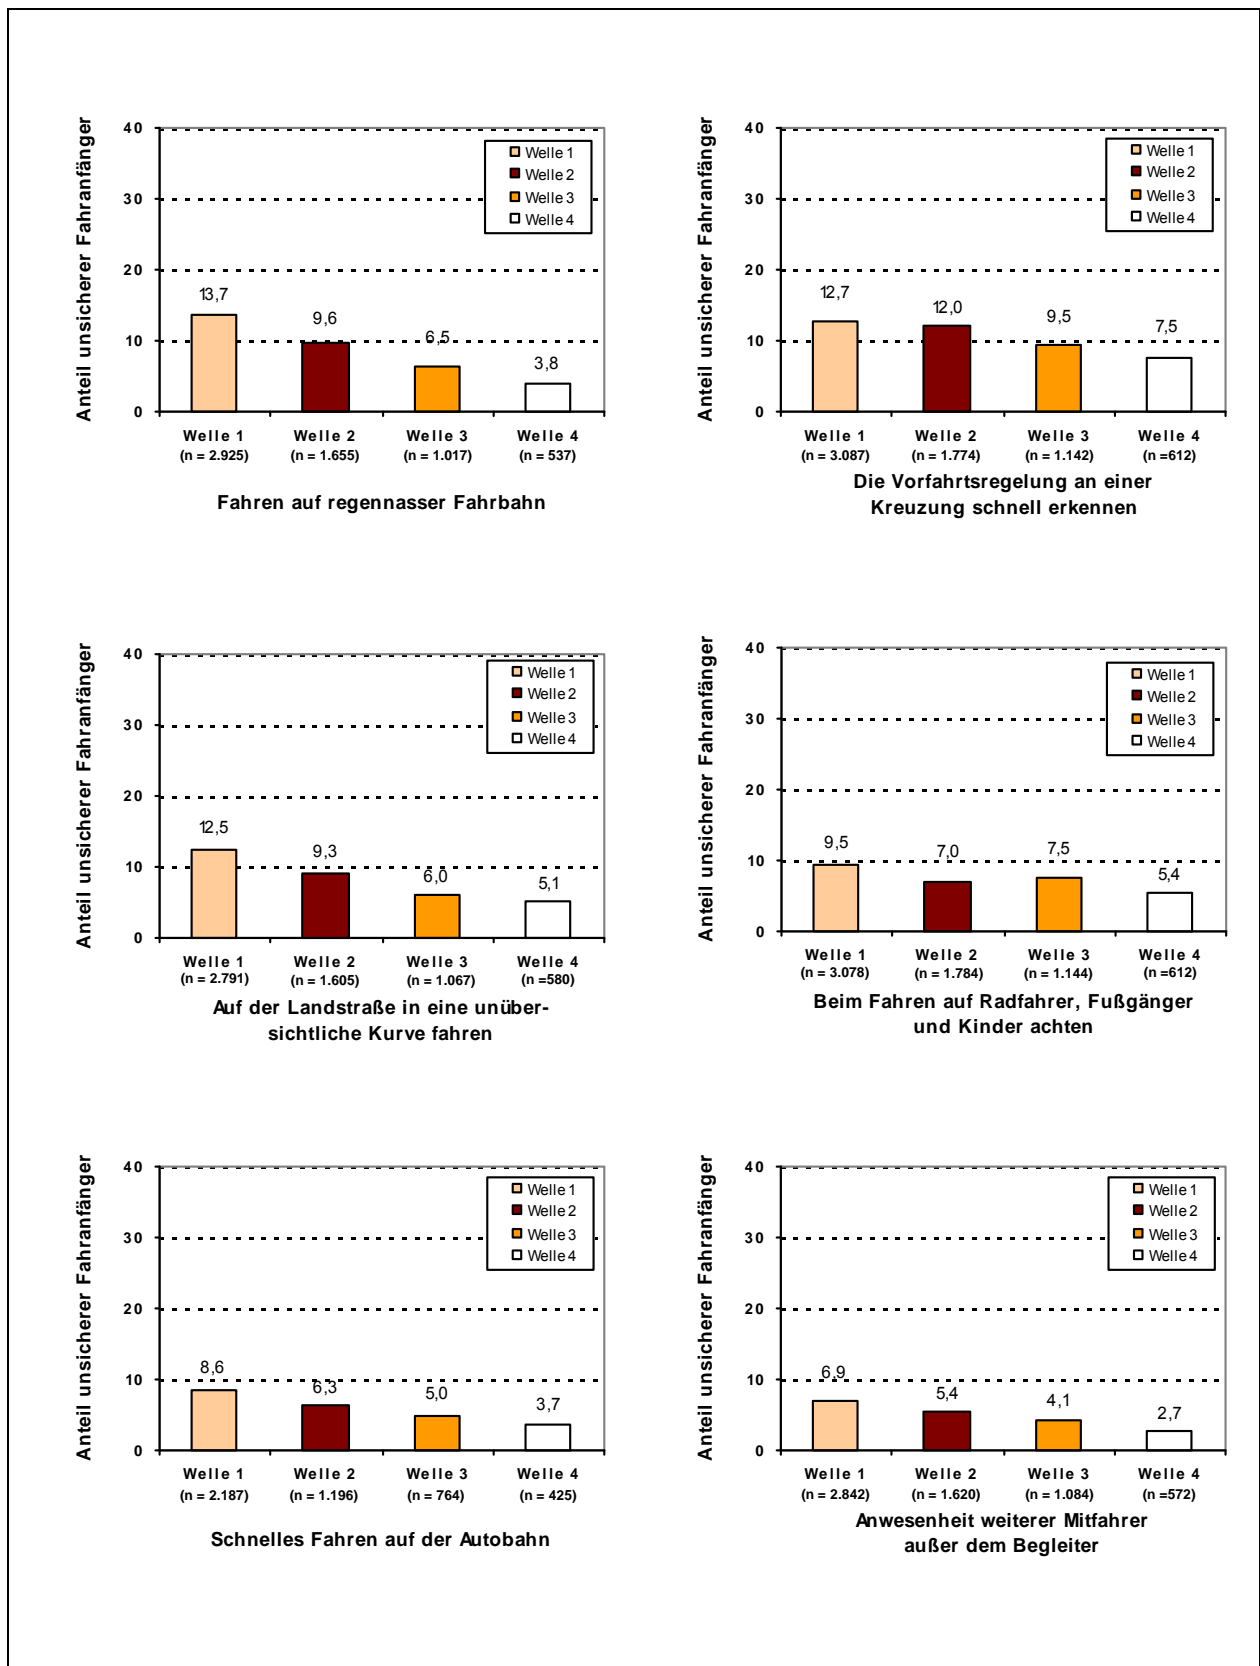 Anteil unsicherer Fahranfänger
40
30
20
10
0
Welle 1
Welle 2
Welle 3
Welle 4
13,7
9,6
6,5
3,8
Welle 1 Welle 2 Welle 3 Welle 4
(n = 2.925) (n = 1.655) (n = 1.017) (n = 537)
Fahren auf regennasser Fahrbahn
Anteil unsicherer Fahranfänger
40
30
20
10
0
Welle 1
Welle 2
Welle 3
Welle 4
12,7
12,0
9,5
7,5
Welle 1 Welle 2 Welle 3 Welle 4
(n = 3.087) (n = 1.774) (n = 1.142) (n =612)
Die Vorfahrtsregelung an einer
Kreuzung schnell erkennen
Anteil unsicherer Fahranfänger
40
30
20
10
0
Welle 1
Welle 2
Welle 3
Welle 4
12,5
9,3
6,0
5,1
Welle 1 Welle 2 Welle 3 Welle 4
(n = 2.791) (n = 1.605) (n = 1.067) (n =580)
Auf der Landstraße in eine unüber-
sichtliche Kurve fahren
Anteil unsicherer Fahranfänger
40
30
20
10
0
Welle 1
Welle 2
Welle 3
Welle 4
9,5
7,0
7,5
5,4
Welle 1 Welle 2 Welle 3 Welle 4
(n = 3.078) (n = 1.784) (n = 1.144) (n =612)
Beim Fahren auf Radfahrer, Fußgänger
und Kinder achten
Anteil unsicherer Fahranfänger
40
30
20
10
0
Welle 1
Welle 2
Welle 3
Welle 4
8,6
6,3
5,0
3,7
Welle 1 Welle 2 Welle 3 Welle 4
(n = 2.187) (n = 1.196) (n = 764) (n = 425)
Schnelles Fahren auf der Autobahn
Anteil unsicherer Fahranfänger
40
30
20
10
0
Welle 1
Welle 2
Welle 3
Welle 4
6,9
5,4
4,1
2,7
Welle 1 Welle 2 Welle 3 Welle 4
(n = 2.842) (n = 1.620) (n = 1.084) (n =572)
Anwesenheit weiterer Mitfahrer
außer dem Begleiter